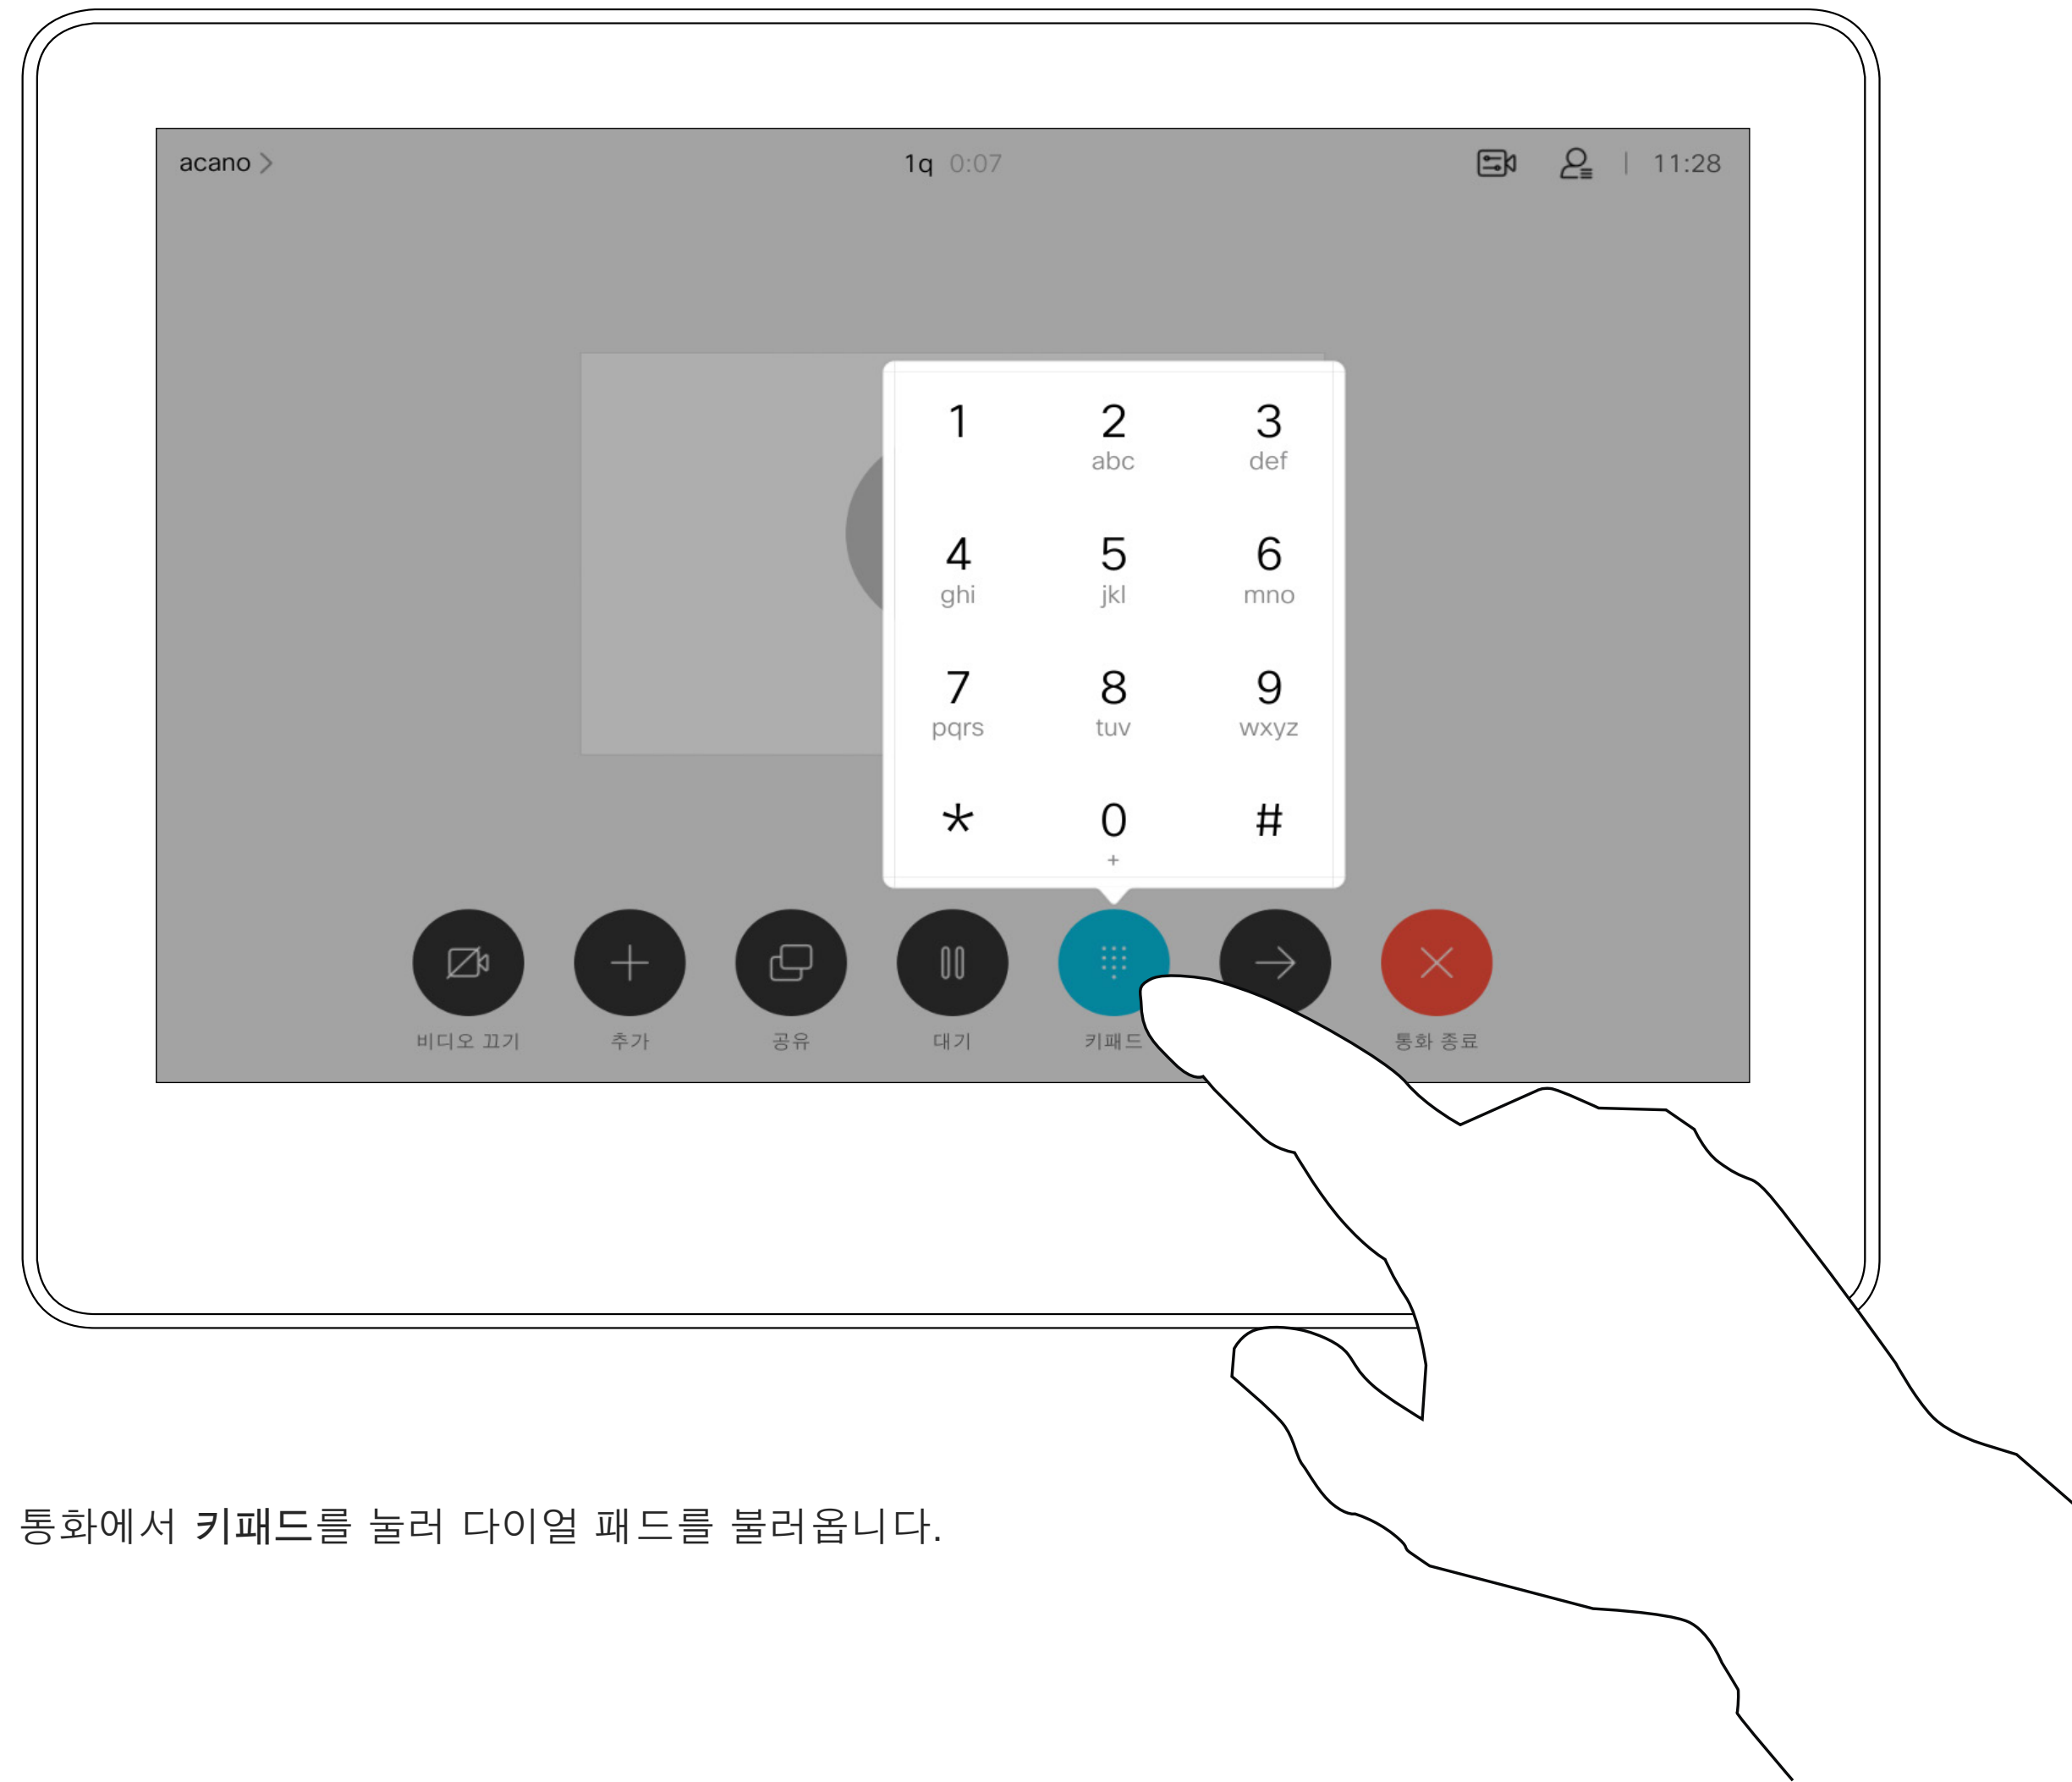 acano
1q 0:07
11:28
1 2 3
abc def
4 5 6
ghi jkl mno
7 8 9
pqrs tuv wxyz
* 0 #
+
비디오 끄기 추가 공유 대기 키패드 통화 종료
통화에서 키패드를 눌러 다이얼 패드를 불러옵니다.